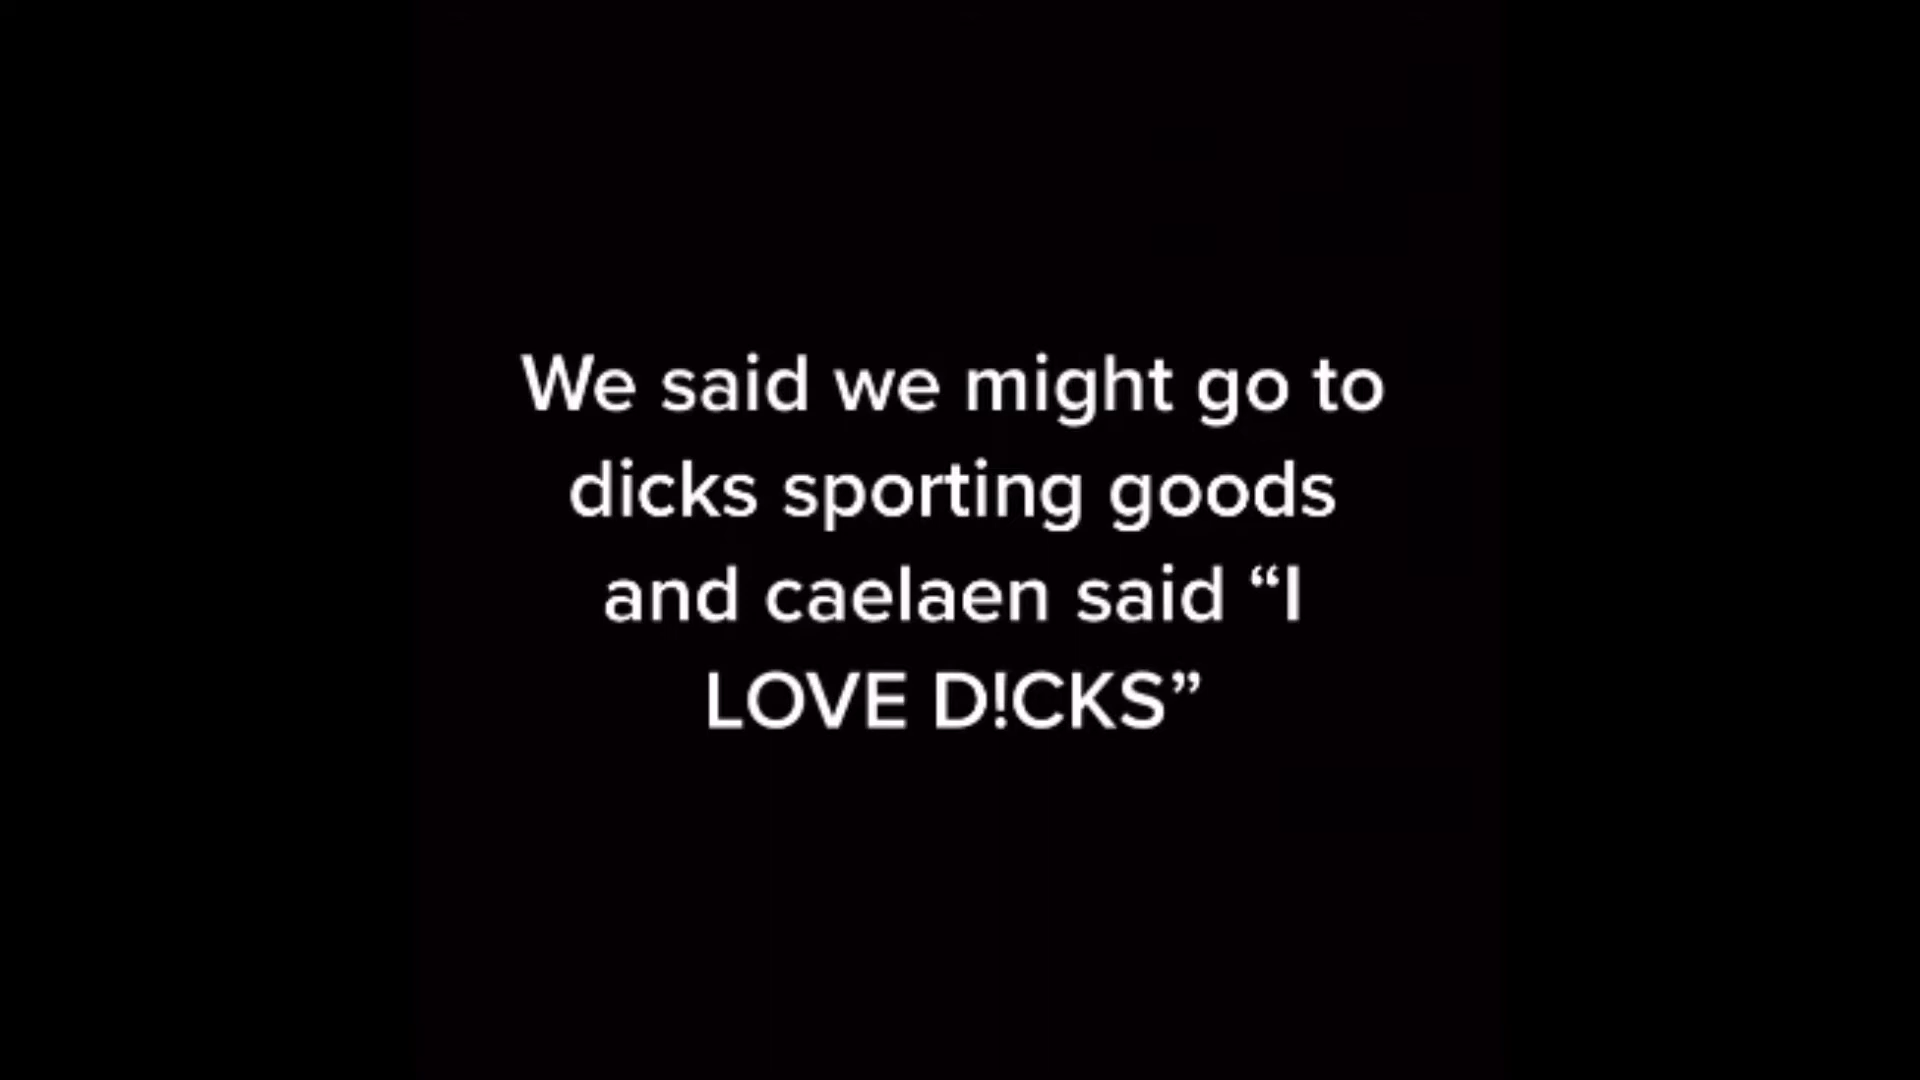 We said we might go to
dicks sporting goods
and caelaen said “I
LOVE D!CKS”